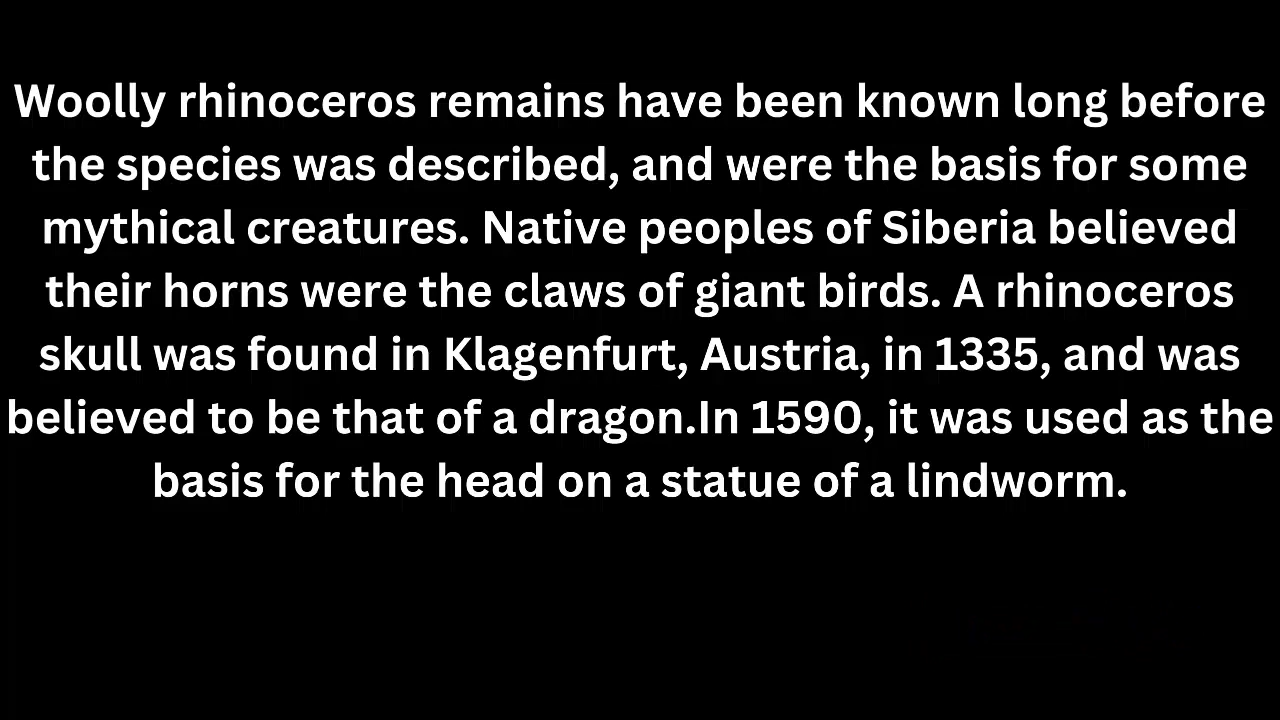 Woolly rhinoceros remains have been known long before
the species was described, and were the basis for some
mythical creatures. Native peoples of Siberia believed
their horns were the claws of giant birds. A rhinoceros
skull was found in Klagenfurt, Austria, in 1335, and was
believed to be that of a dragon.In 1590, it was used as the
basis for the head on a statue of a lindworm.